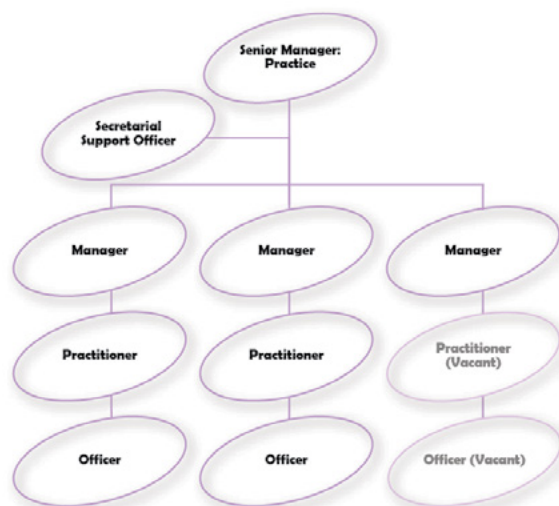 Senior Manager:
Practice
Secretarial
Support Officer
Manager
Manager
Manager
Practitioner
Practitioner
Practitioner
(Vacant)
Officer
Officer
Officer (Vacant)